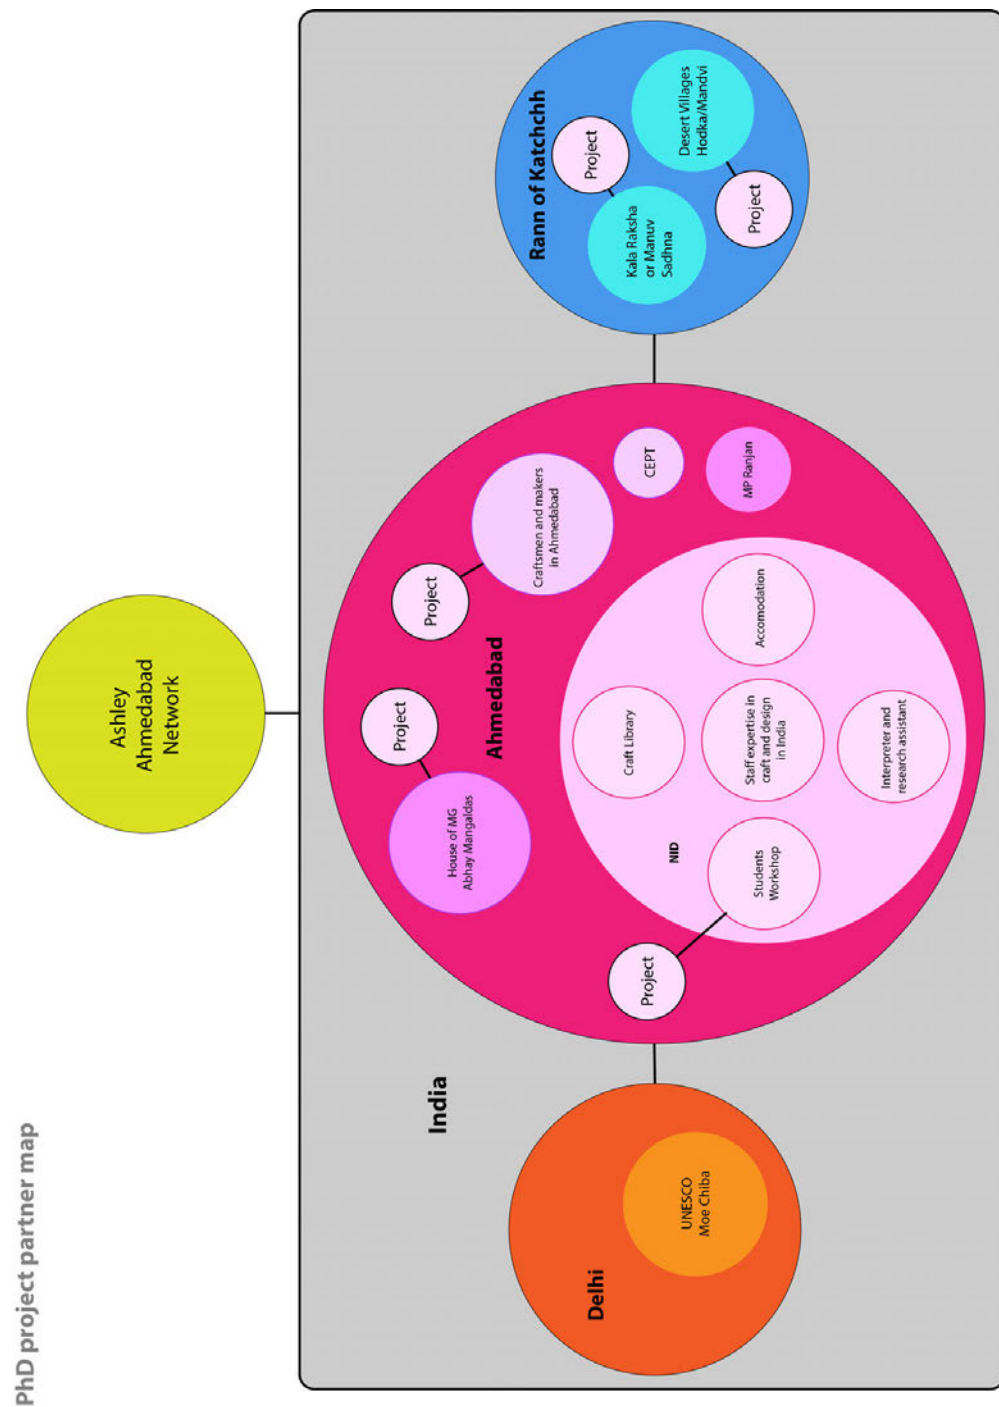 PhD project partner map
Ashley
Ahmedabad
Network
India
Delhi
UNESCO
Moe Chiba
Ahmedabad
House of MG
Abhay Mangaldas
Project
Project
Craftsmen and makers
in Ahmedabad
CEPT
MP Ranjan
Project
NID
Students
Workshop
Craft Library
Staff expertise in
craft and design
in India
Interpreter and
research assistant
Accomodation
Rann of Katchchh
Kala Raksha
or Manuv
Sadhna
Project
Desert Villages
Hodka/Mandvi
Project